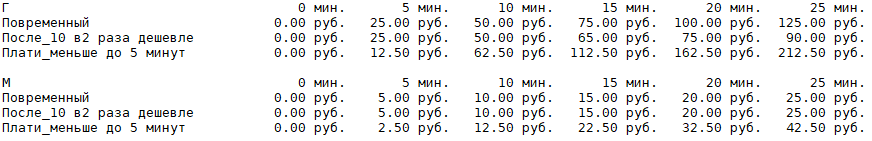 Г 0 мин. 5 мин. 10 мин. 15 мин. 20 мин. 25 мин.
Повременный 0.00 руб. 25.00 руб. 50.00 руб. 75.00 руб. 100.00 руб. 125.00 руб.
После_10 в2 раза дешевле 0.00 руб. 25.00 руб. 50.00 руб. 65.00 руб. 75.00 руб. 90.00 руб.
Плати_меньше до 5 минут 0.00 руб. 12.50 руб. 62.50 руб. 112.50 руб. 162.50 руб. 212.50 руб.
М 0 мин. 5 мин. 10 мин. 15 мин. 20 мин. 25 мин.
Повременный 0.00 руб. 5.00 руб. 10.00 руб. 15.00 руб. 20.00 руб. 25.00 руб.
После_10 в2 раза дешевле 0.00 руб. 5.00 руб. 10.00 руб. 15.00 руб. 20.00 руб. 25.00 руб.
Плати_меньше до 5 минут 0.00 руб. 2.50 руб. 12.50 руб. 22.50 руб. 32.50 руб. 42.50 руб.